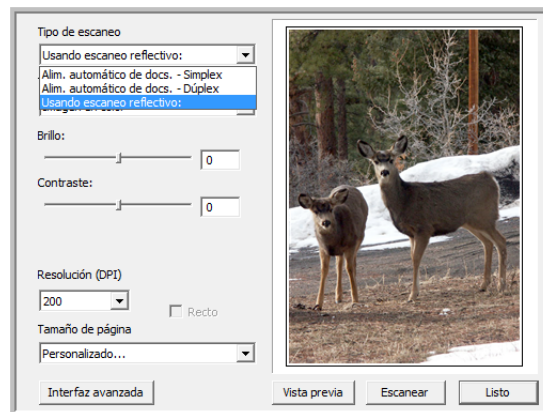 Tipo de escaneo
Usando escaneo reflectivo:
Alim. automático de docs. - Simplex
Alim. automático de docs. - Dúplex
Usando escaneo reflectivo:
Brillo:
0
Contraste:
0
Resolución (DPI)
200
Recto
Tamaño de página
Personalizado...
Interfaz avanzada
Vista previa
Escanear
Listo